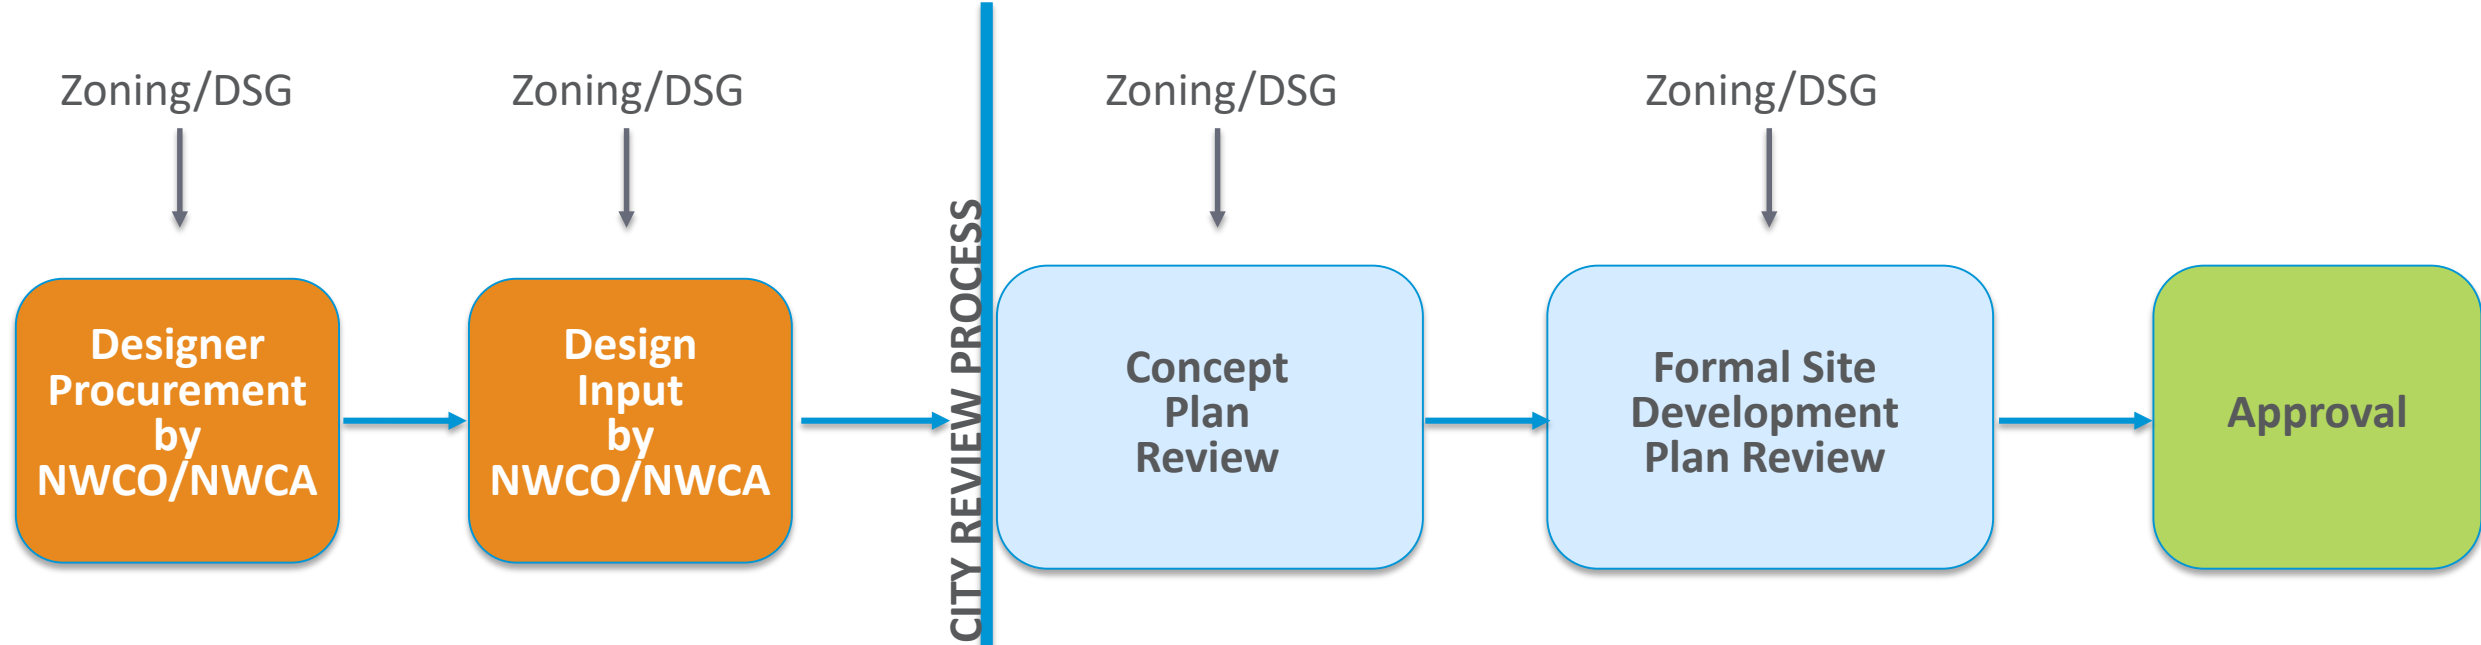 Zoning/DSG
Zoning/DSG
Zoning/DSG
Zoning/DSG
Designer
Procurement
by
NWCO/NWCA
Design
Input
by
NWCO/NWCA
CITY REVIEW PROCESS
Concept
Plan
Review
Formal Site
Development
Plan Review
Approval